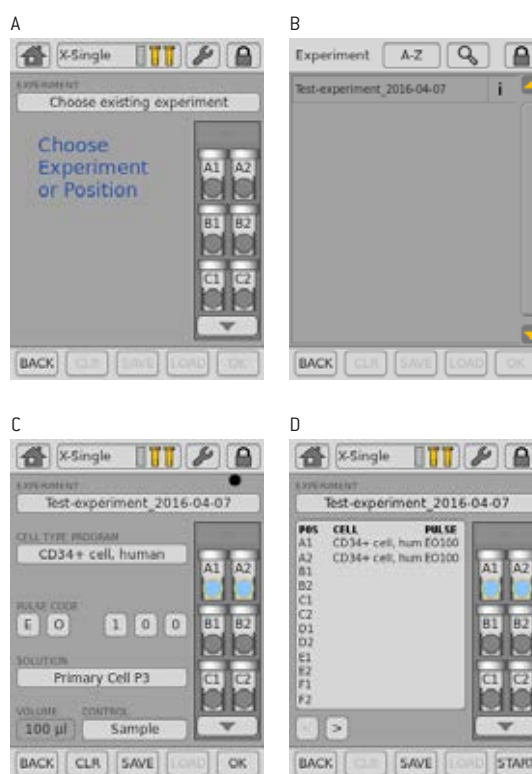 A
X-Single
EXPERIMENT
Choose existing experiment
Choose
Experiment
or Position
A1 A2
B1 B2
C1 C2
BACK CLR SAVE LOAD OK
B
Experiment A-Z
Test-experiment_2016-04-07 i
BACK CLR SAVE LOAD OK
C
X-Single
EXPERIMENT
Test-experiment_2016-04-07
CELL TYPE PROGRAM
CD34+ cell, human
A1 A2
PULSE CODE
E O 1 0 0
B1 B2
SOLUTION
Primary Cell P3
C1 C2
VOLUME CONTROL
100 µl Sample
BACK CLR SAVE LOAD OK
D
X-Single
EXPERIMENT
Test-experiment_2016-04-07
POS CELL PULSE
A1 CD34+ cell, hum EO100
A2 CD34+ cell, hum EO100
B1
B2
C1
C2
D1
D2
E1
E2
F1
F2
A1 A2
B1 B2
C1 C2
< >
BACK CLR SAVE LOAD START